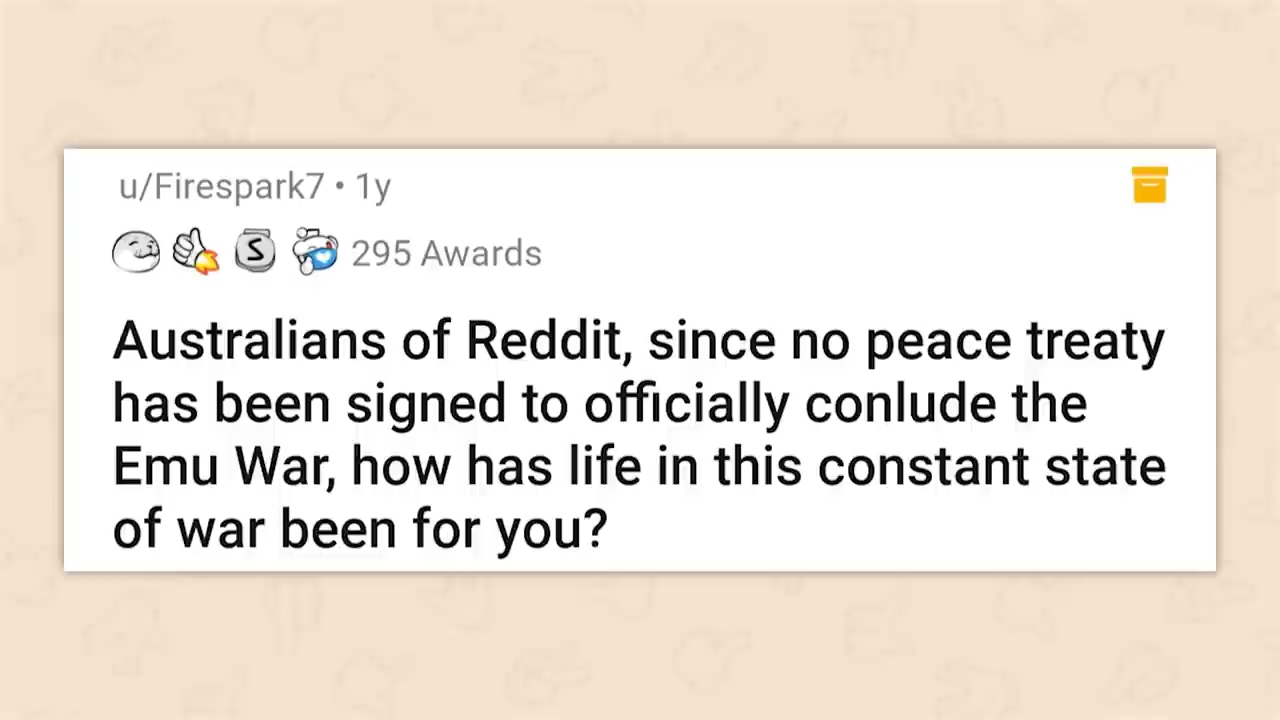 u/Firespark7 • 1y
S 295 Awards
Australians of Reddit, since no peace treaty
has been signed to officially conlude the
Emu War, how has life in this constant state
of war been for you?